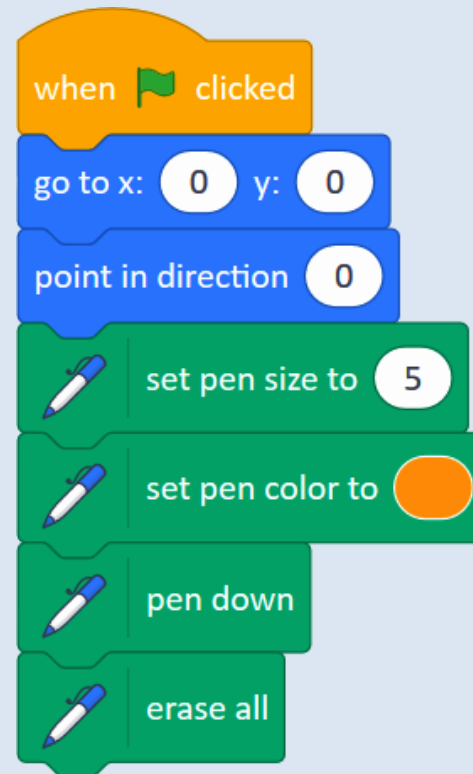 when clicked
go to x: 0 y: 0
point in direction 0
set pen size to 5
set pen color to
pen down
erase all